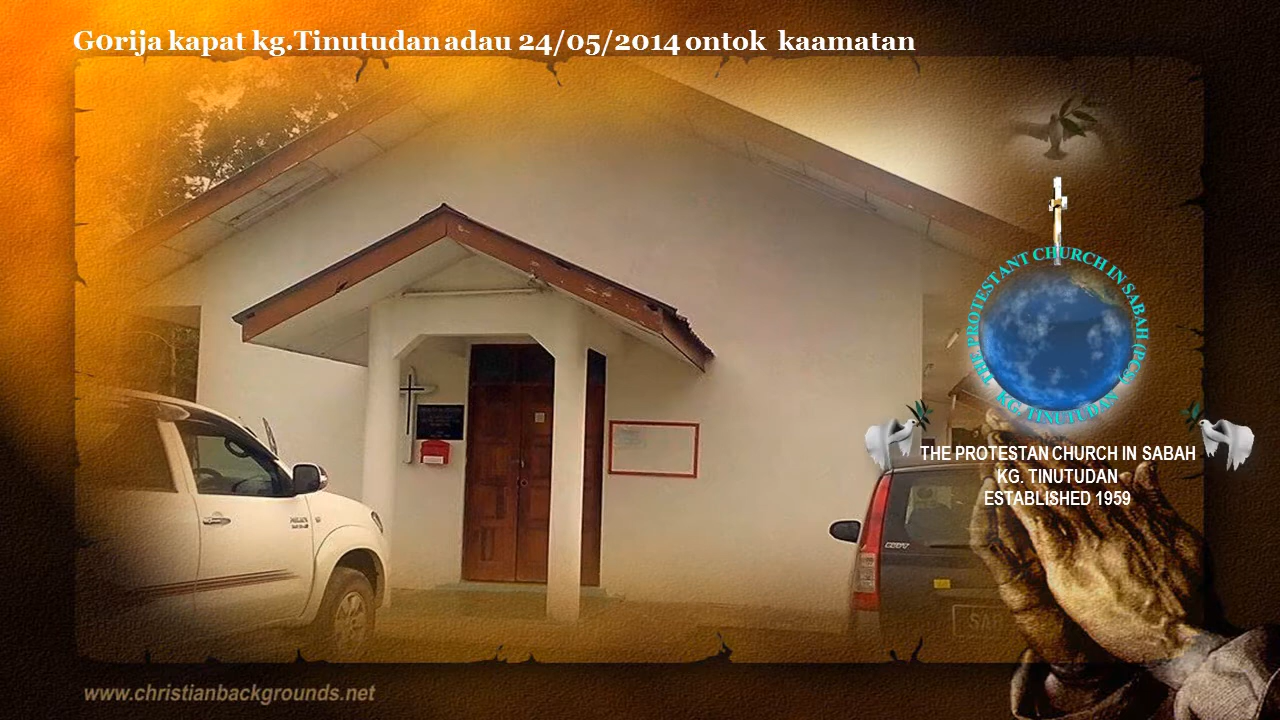 G0rija kapat kg.Tinutudan adau 24/05/2014 ontok kaamatan
THE PROTESTANT CHURCH IN SABAH (PCS)
KG. TINUTUDAN
THE PROTESTAN CHURCH IN SABAH
KG. TINUTUDAN
ESTABLISHED 1959
www.christianbackgrounds.net